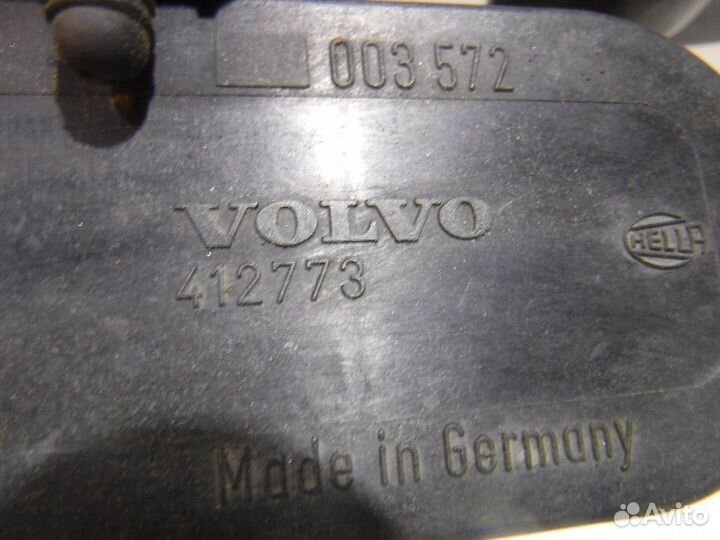 003 572
VOLVO
412773
HELLA
Made in Germany
Avito